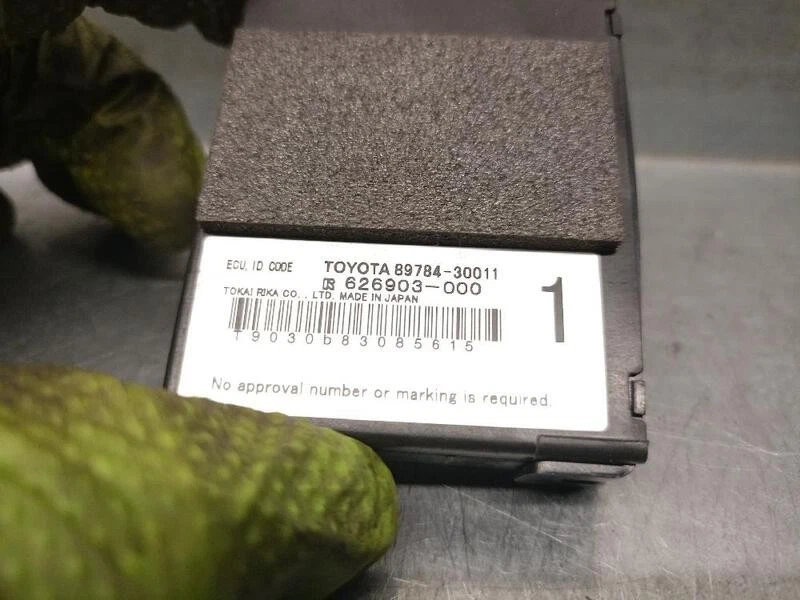 ECU, ID CODE TOYOTA 89784-30011
626903-000
TOKAI RIKA CO., LTD. MADE IN JAPAN
1
T9030b83085615
No approval number or marking is required.